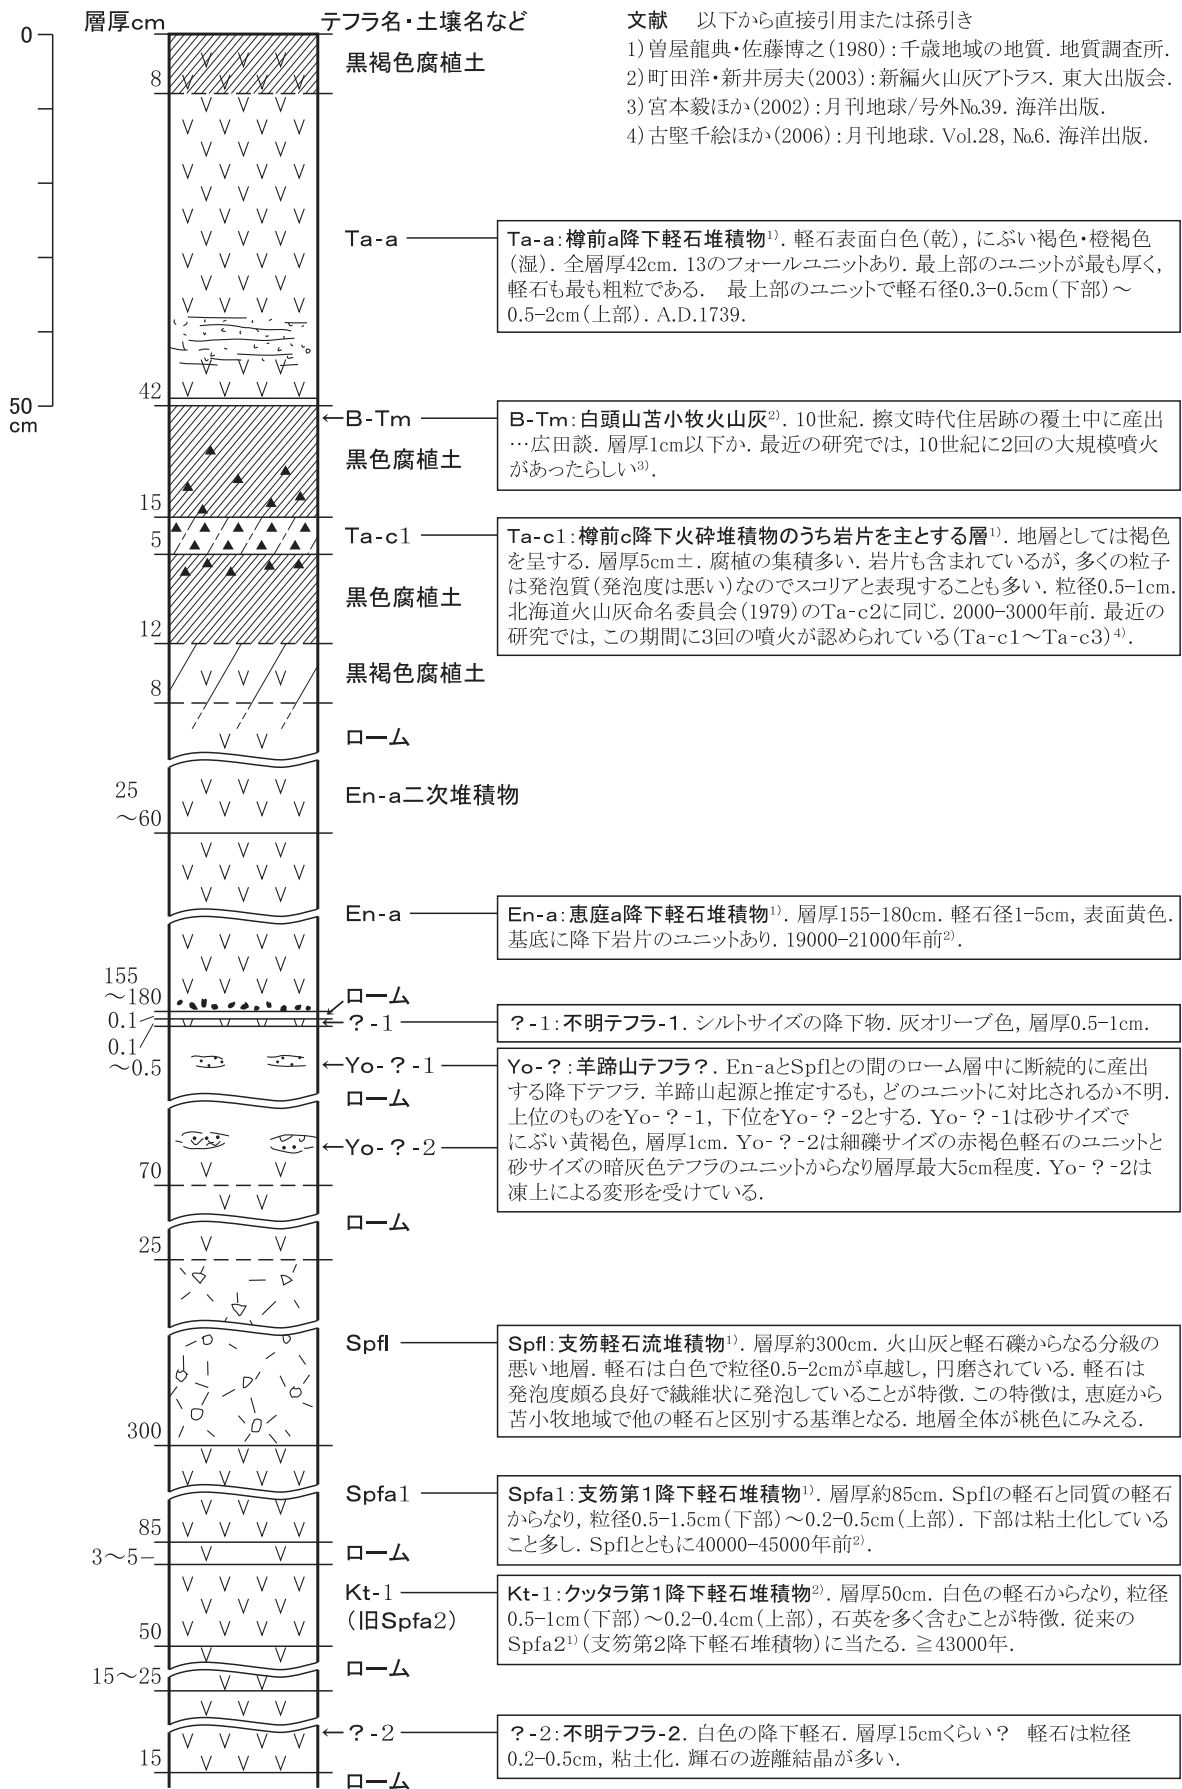 層厚cm
テフラ名・土壌名など
文献　以下から直接引用または孫引き
1)曽屋龍典・佐藤博之(1980):千歳地域の地質. 地質調査所.
2)町田洋・新井房夫(2003):新編火山灰アトラス. 東大出版会.
3)宮本毅ほか(2002):月刊地球/号外No.39. 海洋出版.
4)古堅千絵ほか(2006):月刊地球. Vol.28, No.6. 海洋出版.
0
50
cm
8
黒褐色腐植土
42
Ta-a
Ta-a:樽前a降下軽石堆積物1). 軽石表面白色(乾), にぶい褐色・橙褐色
(湿). 全層厚42cm. 13のフォールユニットあり. 最上部のユニットが最も厚く,
軽石も最も粗粒である.　最上部のユニットで軽石径0.3-0.5cm(下部)～
0.5-2cm(上部). A.D.1739.
←B-Tm
B-Tm:白頭山苫小牧火山灰2). 10世紀. 擦文時代住居跡の覆土中に産出
…広田談. 層厚1cm以下か. 最近の研究では, 10世紀に2回の大規模噴火
があったらしい3).
黒色腐植土
15
Ta-c1
5
Ta-c1:樽前c降下火砕堆積物のうち岩片を主とする層1). 地層としては褐色
を呈する. 層厚5cm±. 腐植の集積多い. 岩片も含まれているが, 多くの粒子
は発泡質(発泡度は悪い)なのでスコリアと表現することも多い. 粒径0.5-1cm.
北海道火山灰命名委員会(1979)のTa-c2に同じ. 2000-3000年前. 最近の
研究では, この期間に3回の噴火が認められている(Ta-c1～Ta-c3)4).
黒色腐植土
12
黒褐色腐植土
8
ローム
25
～60
En-a二次堆積物
En-a
En-a:恵庭a降下軽石堆積物1). 層厚155-180cm. 軽石径1-5cm, 表面黄色.
基底に降下岩片のユニットあり. 19000-21000年前2).
155
～180
ローム
0.1
←?-1
?-1:不明テフラ-1. シルトサイズの降下物. 灰オリーブ色, 層厚0.5-1cm.
0.1
～0.5
←Yo-?-1
ローム
←Yo-?-2
70
Yo-?:羊蹄山テフラ?. En-aとSpflとの間のローム層中に断続的に産出
する降下テフラ. 羊蹄山起源と推定するも, どのユニットに対比されるか不明.
上位のものをYo-?-1, 下位をYo-?-2とする. Yo-?-1は砂サイズで
にぶい黄褐色, 層厚1cm. Yo-?-2は細礫サイズの赤褐色軽石のユニットと
砂サイズの暗灰色テフラのユニットからなり層厚最大5cm程度. Yo-?-2は
凍上による変形を受けている.
ローム
25
Spfl
300
Spfl:支笏軽石流堆積物1). 層厚約300cm. 火山灰と軽石礫からなる分級の
悪い地層. 軽石は白色で粒径0.5-2cmが卓越し, 円磨されている. 軽石は
発泡度頗る良好で繊維状に発泡していることが特徴. この特徴は, 恵庭から
苫小牧地域で他の軽石と区別する基準となる. 地層全体が桃色にみえる.
Spfa1
85
Spfa1:支笏第1降下軽石堆積物1). 層厚約85cm. Spflの軽石と同質の軽石
からなり, 粒径0.5-1.5cm(下部)～0.2-0.5cm(上部). 下部は粘土化している
こと多し. Spflとともに40000-45000年前2).
3～5
ローム
Kt-1
(旧Spfa2)
50
Kt-1:クッタラ第1降下軽石堆積物2). 層厚50cm. 白色の軽石からなり, 粒径
0.5-1cm(下部)～0.2-0.4cm(上部), 石英を多く含むことが特徴. 従来の
Spfa21)(支笏第2降下軽石堆積物)に当たる. ≧43000年.
ローム
15～25
←?-2
15
?-2:不明テフラ-2. 白色の降下軽石. 層厚15cmくらい?　軽石は粒径
0.2-0.5cm, 粘土化. 輝石の遊離結晶が多い.
ローム